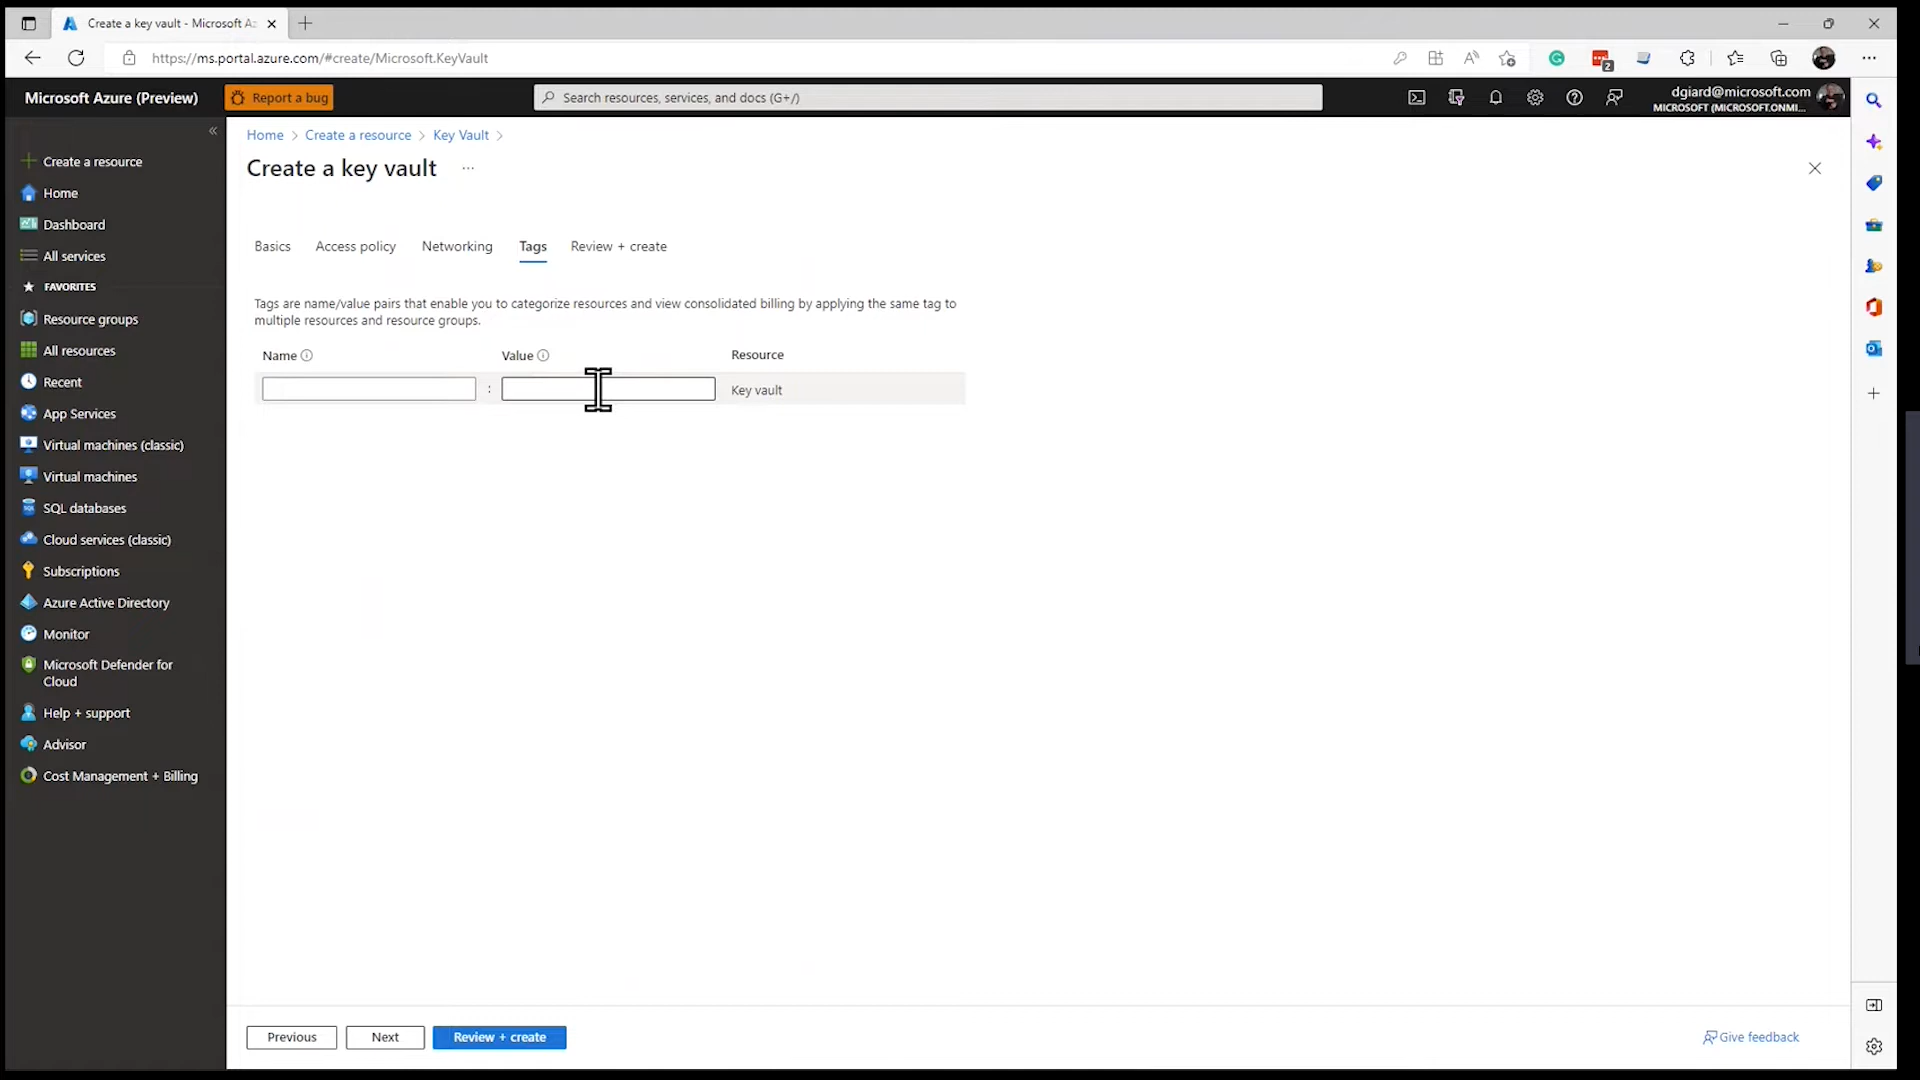 Create a key vault - Microsoft Az
https://ms.portal.azure.com/#create/Microsoft.KeyVault
2
Microsoft Azure (Preview)
Report a bug
Search resources, services, and docs (G+/)
dgiard@microsoft.com
MICROSOFT (MICROSOFT.ONMI...
Create a resource
Home
Dashboard
All services
FAVORITES
Resource groups
All resources
Recent
App Services
Virtual machines (classic)
Virtual machines
SQL databases
Cloud services (classic)
Subscriptions
Azure Active Directory
Monitor
Microsoft Defender for
Cloud
Help + support
Advisor
Cost Management + Billing
Home > Create a resource > Key Vault >
Create a key vault ...
Basics Access policy Networking Tags Review + create
Tags are name/value pairs that enable you to categorize resources and view consolidated billing by applying the same tag to
multiple resources and resource groups.
Name Value Resource
: Key vault
Previous Next Review + create
Give feedback